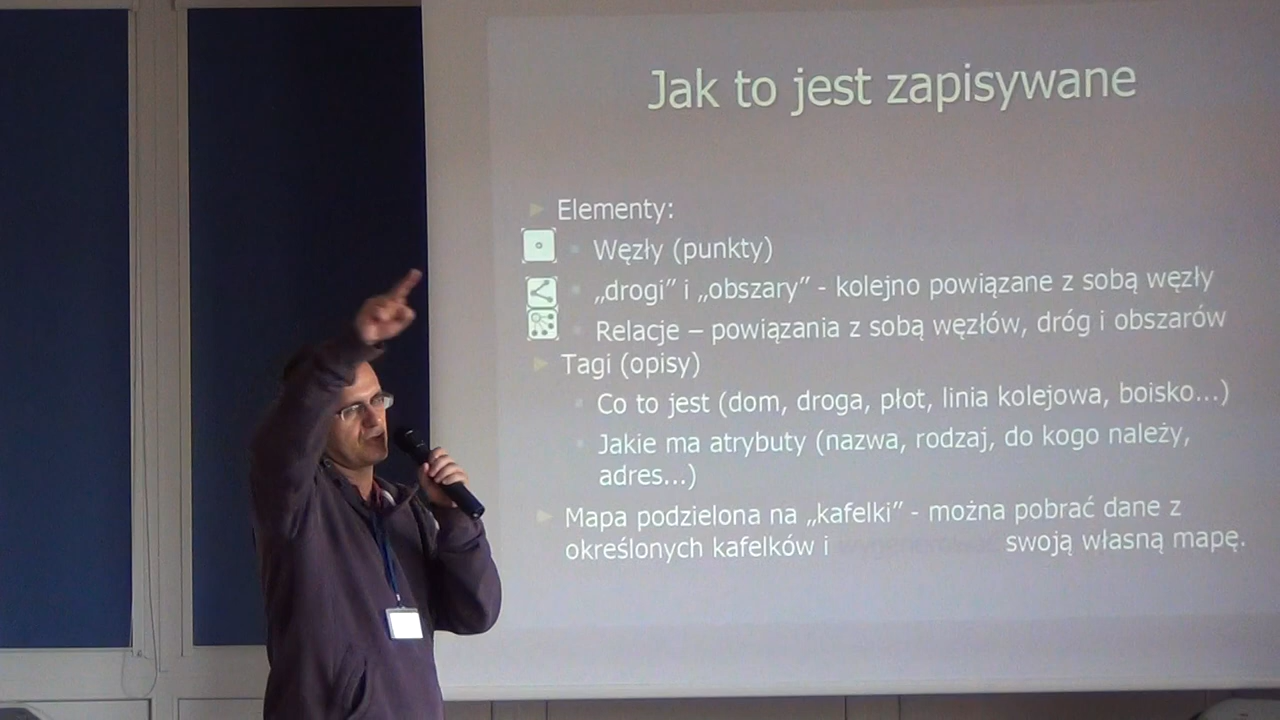 Jak to jest zapisywane
Elementy:
Węzły (punkty)
„drogi” i „obszary” - kolejno powiązane z sobą węzły
Relacje – powiązania z sobą węzłów, dróg i obszarów
Tagi (opisy)
Co to jest (dom, droga, płot, linia kolejowa, boisko...)
Jakie ma atrybuty (nazwa, rodzaj, do kogo należy,
adres...)
Mapa podzielona na „kafelki” - można pobrać dane z
określonych kafelków i swoją własną mapę.